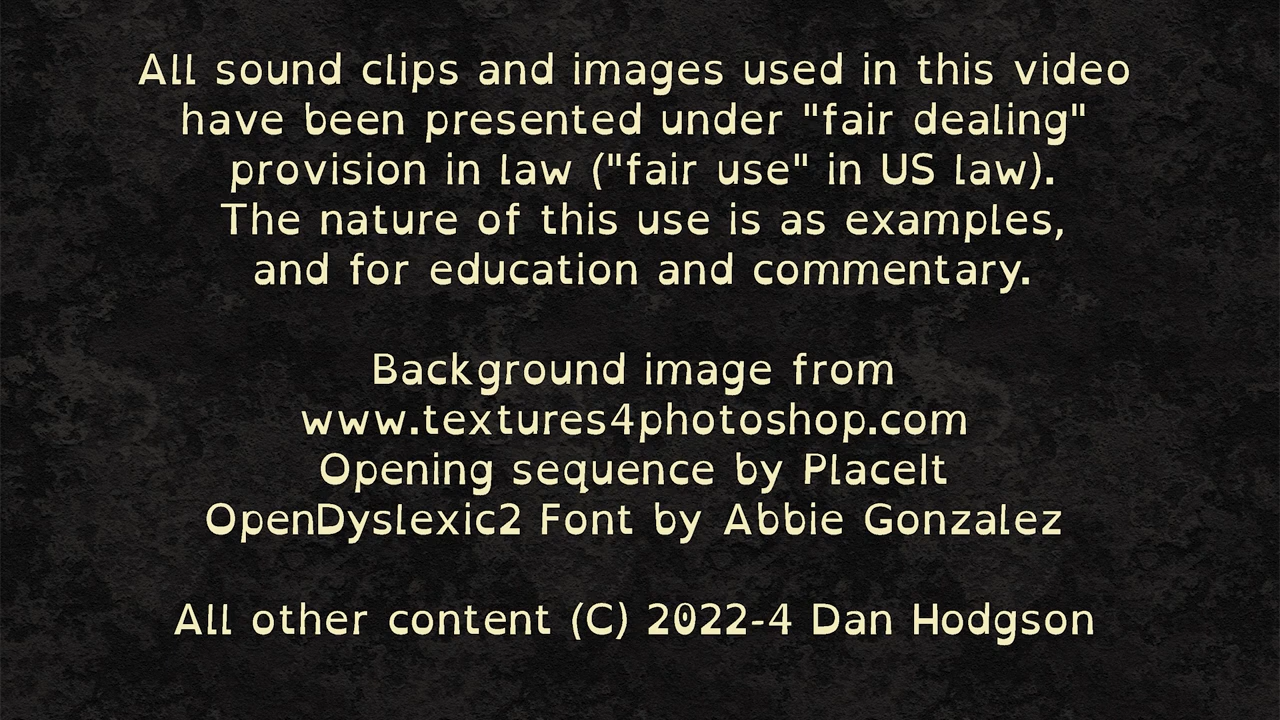 All sound clips and images used in this video
have been presented under "fair dealing"
provision in law ("fair use" in US law).
The nature of this use is as examples,
and for education and commentary.
Background image from
www.textures4photoshop.com
Opening sequence by PlaceIt
OpenDyslexic2 Font by Abbie Gonzalez
All other content (C) 2022-4 Dan Hodgson